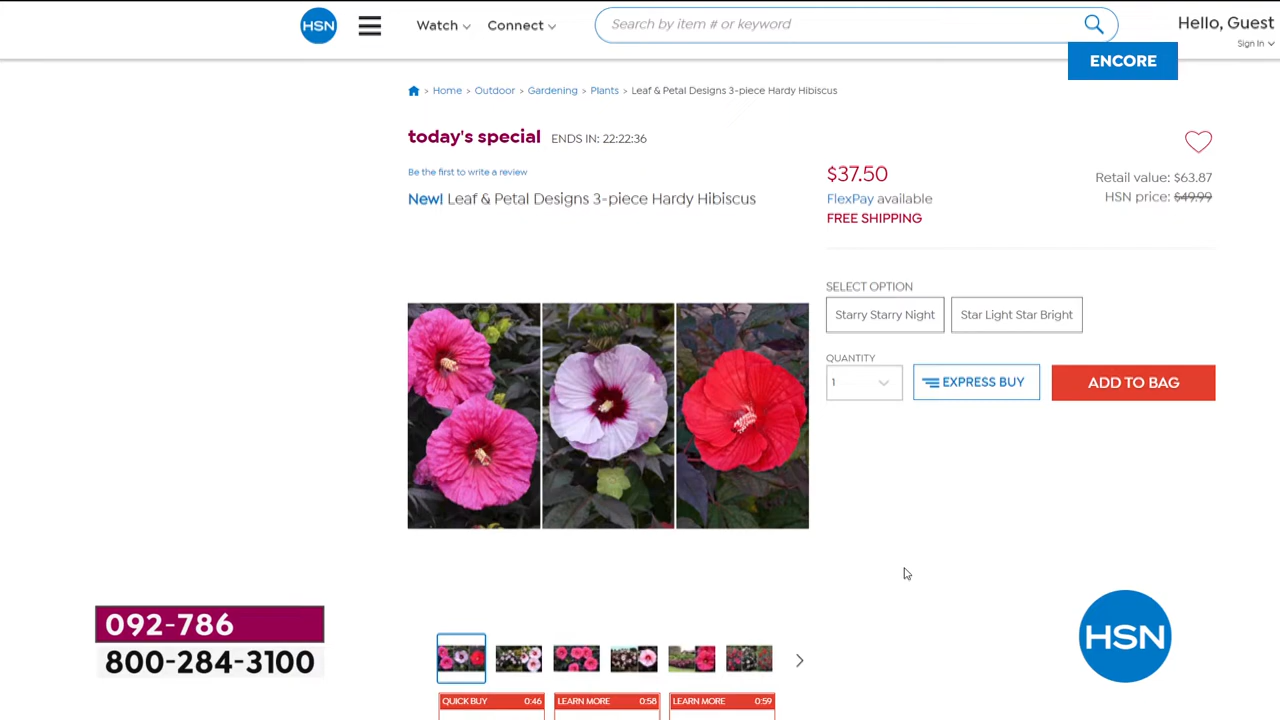 HSN
Watch
Connect
Search by item # or keyword
Hello, Guest
Sign In
ENCORE
> Home > Outdoor > Gardening > Plants > Leaf & Petal Designs 3-piece Hardy Hibiscus
today's special ENDS IN: 22:22:36
Be the first to write a review
New! Leaf & Petal Designs 3-piece Hardy Hibiscus
$37.50
Retail value: $63.87
FlexPay available
HSN price: $49.99
FREE SHIPPING
SELECT OPTION
Starry Starry Night
Star Light Star Bright
QUANTITY
1
EXPRESS BUY
ADD TO BAG
092-786
800-284-3100
HSN
QUICK BUY 0:46
LEARN MORE 0:58
LEARN MORE 0:59